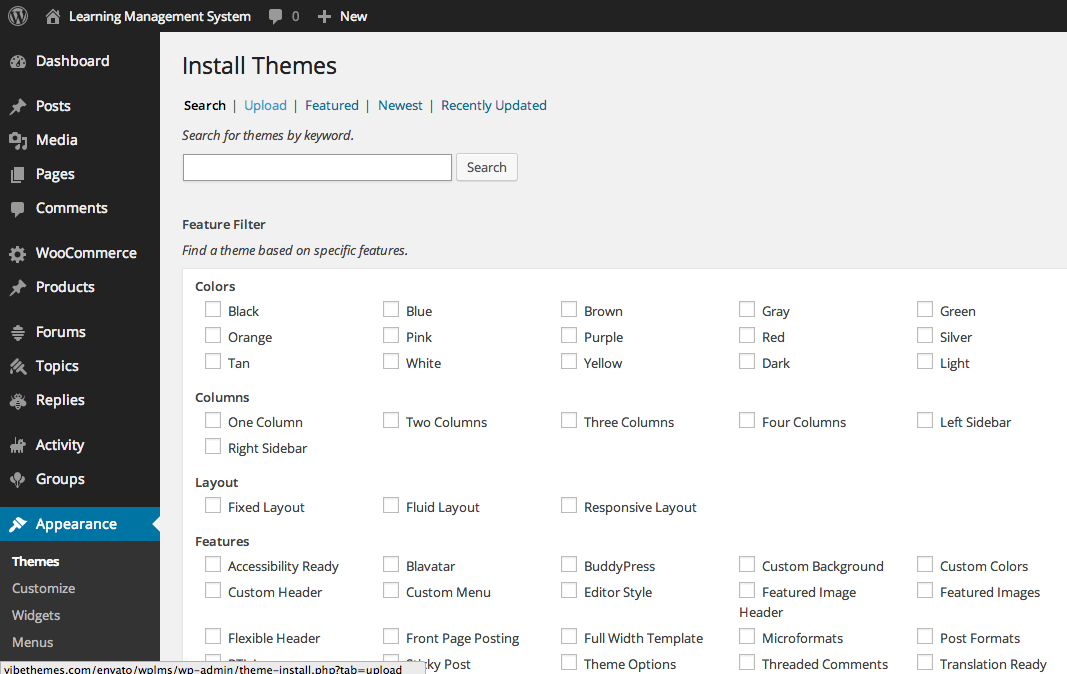 Learning Management System 0 New
Dashboard
Posts
Media
Pages
Comments
WooCommerce
Products
Forums
Topics
Replies
Activity
Groups
Appearance
Themes
Customize
Widgets
Menus
Install Themes
Search | Upload | Featured | Newest | Recently Updated
Search for themes by keyword.
Search
Feature Filter
Find a theme based on specific features.
Colors
Black Blue Brown Gray Green
Orange Pink Purple Red Silver
Tan White Yellow Dark Light
Columns
One Column Two Columns Three Columns Four Columns Left Sidebar
Right Sidebar
Layout
Fixed Layout Fluid Layout Responsive Layout
Features
Accessibility Ready Blavatar BuddyPress Custom Background Custom Colors
Custom Header Custom Menu Editor Style Featured Image Featured Images
Header
Flexible Header Front Page Posting Full Width Template Microformats Post Formats
Post Theme Options Threaded Comments Translation Ready
vibethemes.com/envato/wplms/wp-admin/theme-install.php?tab=upload